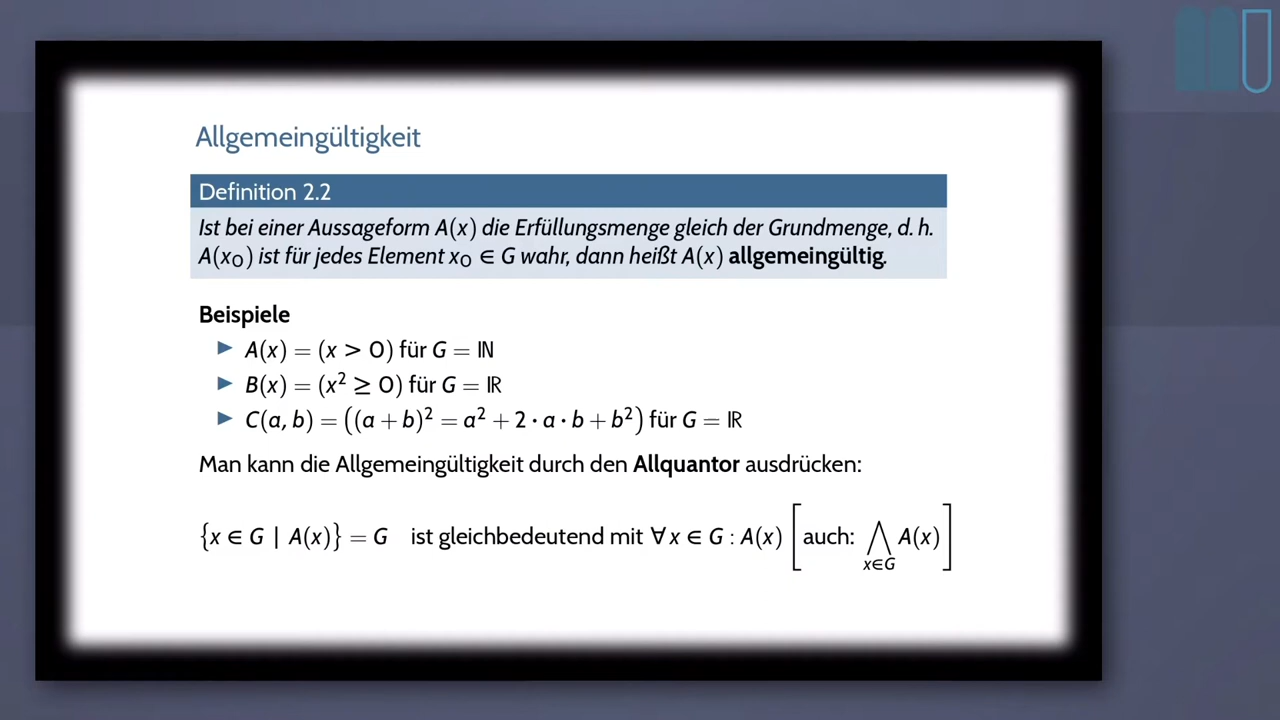 Allgemeingültigkeit
Definition 2.2
Ist bei einer Aussageform A(x) die Erfüllungsmenge gleich der Grundmenge, d. h.
A(x₀) ist für jedes Element x₀ ∈ G wahr, dann heißt A(x) allgemeingültig.
Beispiele
► A(x) = (x > 0) für G = ℕ
► B(x) = (x² ≥ 0) für G = ℝ
► C(a, b) = ((a + b)² = a² + 2 · a · b + b²) für G = ℝ
Man kann die Allgemeingültigkeit durch den Allquantor ausdrücken:
{x ∈ G | A(x)} = G ist gleichbedeutend mit ∀ x ∈ G : A(x) [auch: ⋀ A(x)]
x∈G